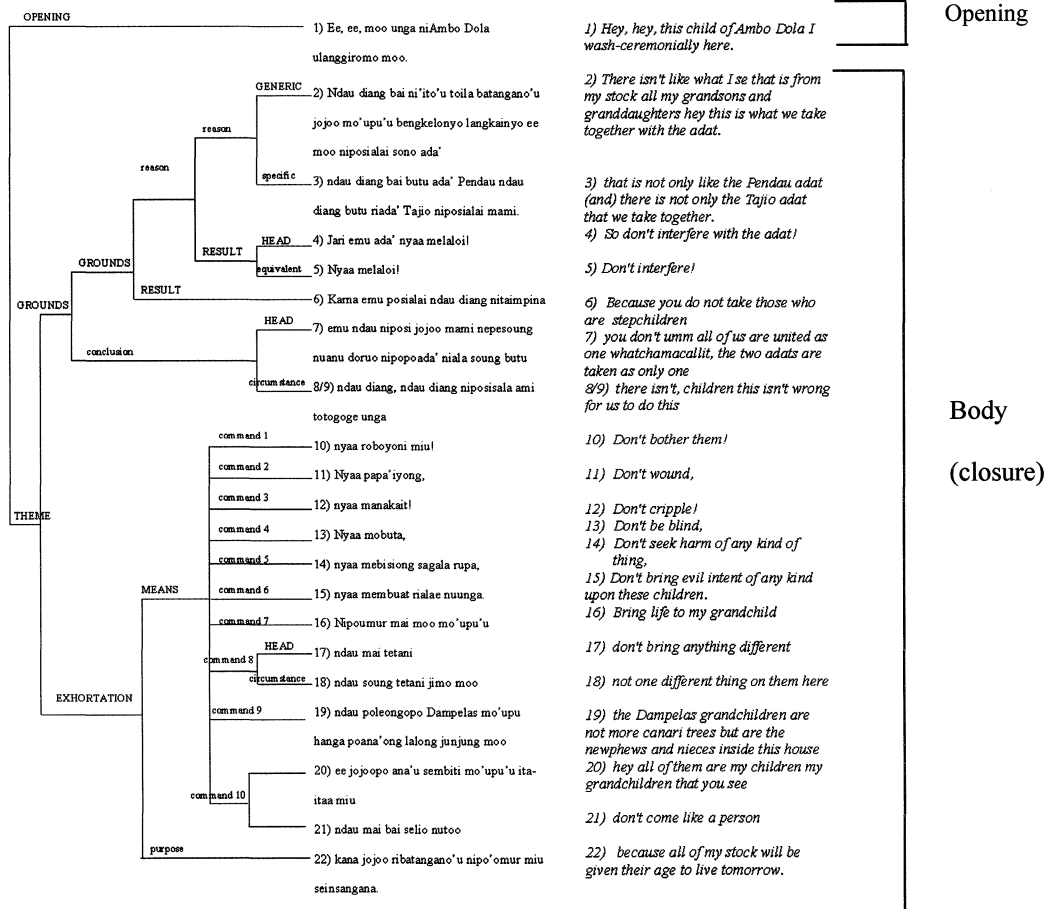 OPENING
1) Ee, ee, moo unga niAmbo Dola
ulanggiromo moo.
1) Hey, hey, this child of Ambo Dola I
wash-ceremonially here.
Opening
GENERIC
2) Ndau diang bai ni'ito'u toila batangano'u
jojoo mo'upu'u bengkelonyo langkainyo ee
moo niposialai sono ada'
2) There isn't like what I se that is from
my stock all my grandsons and
granddaughters hey this is what we take
together with the adat.
reason
reason
specific
3) ndau diang bai butu ada' Pendau ndau
diang butu riada' Tajio niposialai mami.
3) that is not only like the Pendau adat
(and) there is not only the Tajio adat
that we take together.
RESULT
HEAD
4) Jari emu ada' nyaa melaloi!
4) So don't interfere with the adat!
equivalent
5) Nyaa melaloi!
5) Don't interfere!
GROUNDS
RESULT
6) Karna emu posialai ndau diang nitaimpina
6) Because you do not take those who
are stepchildren
GROUNDS
HEAD
7) emu ndau niposi jojoo mami nepesoung
nuanu doruo nipopoada' niala soung butu
7) you don't umm all of us are united as
one whatchamacallit, the two adats are
taken as only one
conclusion
circumstance
8/9) ndau diang, ndau diang niposisala ami
totogoge unga
8/9) there isn't, children this isn't wrong
for us to do this
Body
(closure)
command 1
10) nyaa roboyoni miu!
10) Don't bother them!
command 2
11) Nyaa papa'iyong,
11) Don't wound,
command 3
12) nyaa manakait!
12) Don't cripple!
command 4
13) Nyaa mobuta,
13) Don't be blind,
THEME
command 5
14) nyaa mebisiong sagala rupa,
14) Don't seek harm of any kind of
thing,
MEANS
command 6
15) nyaa membuat rialae nuunga.
15) Don't bring evil intent of any kind
upon these children.
command 7
16) Nipoumur mai moo mo'upu'u
16) Bring life to my grandchild
command 8
HEAD
17) ndau mai tetani
17) don't bring anything different
circumstance
18) ndau soung tetani jimo moo
18) not one different thing on them here
EXHORTATION
command 9
19) ndau poleongopo Dampelas mo'upu
hanga poana'ong lalong junjung moo
19) the Dampelas grandchildren are
not more canari trees but are the
newphews and nieces inside this house
command 10
20) ee jojoopo ana'u sembiti mo'upu'u ita-
itaa miu
20) hey all of them are my children my
grandchildren that you see
21) ndau mai bai selio nutoo
21) don't come like a person
purpose
22) kana jojoo ribatangano'u nipo'omur miu
seinsangana.
22) because all of my stock will be
given their age to live tomorrow.